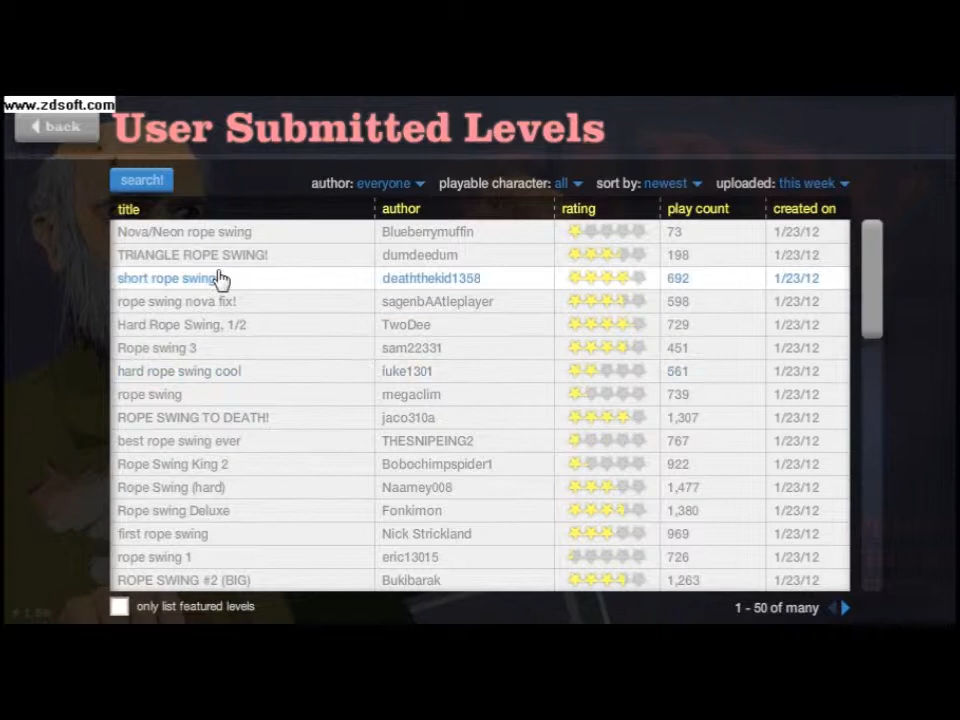 www.zdsoft.com
back
User Submitted Levels
search!
author: everyone playable character: all sort by: newest uploaded: this week
title author rating play count created on
Nova/Neon rope swing Blueberrymuffin 73 1/23/12
TRIANGLE ROPE SWING! dumdeedum 198 1/23/12
short rope swing deaththekid1358 692 1/23/12
rope swing nova fix! sagenbAAtleplayer 598 1/23/12
Hard Rope Swing, 1/2 TwoDee 729 1/23/12
Rope swing 3 sam22331 451 1/23/12
hard rope swing cool luke1301 561 1/23/12
rope swing megaclim 739 1/23/12
ROPE SWING TO DEATH! jaco310a 1,307 1/23/12
best rope swing ever THESNIPEING2 767 1/23/12
Rope Swing King 2 Bobochimpspider1 922 1/23/12
Rope Swing (hard) Naamey008 1,477 1/23/12
Rope swing Deluxe Fonkimon 1,380 1/23/12
first rope swing Nick Strickland 969 1/23/12
rope swing 1 eric13015 726 1/23/12
ROPE SWING #2 (BIG) Bukibarak 1,263 1/23/12
only list featured levels 1 - 50 of many